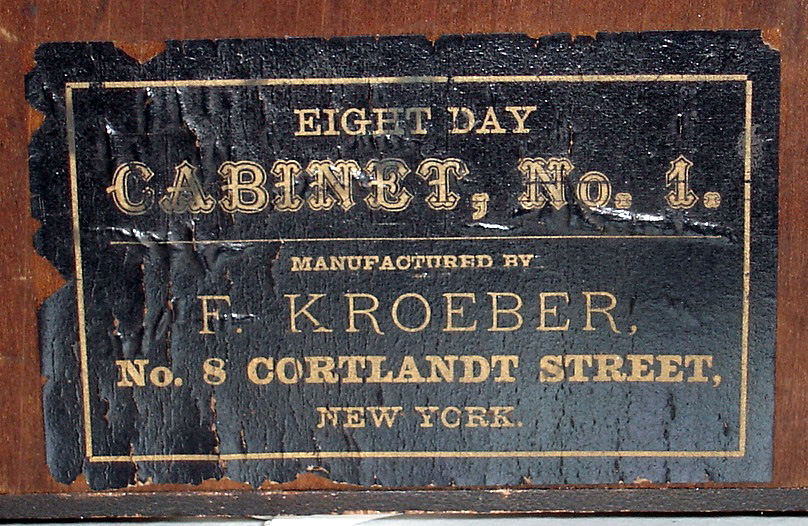 EIGHT DAY
CABINET, No. 1.
MANUFACTURED BY
F. KROEBER,
No. 8 CORTLANDT STREET,
NEW YORK.